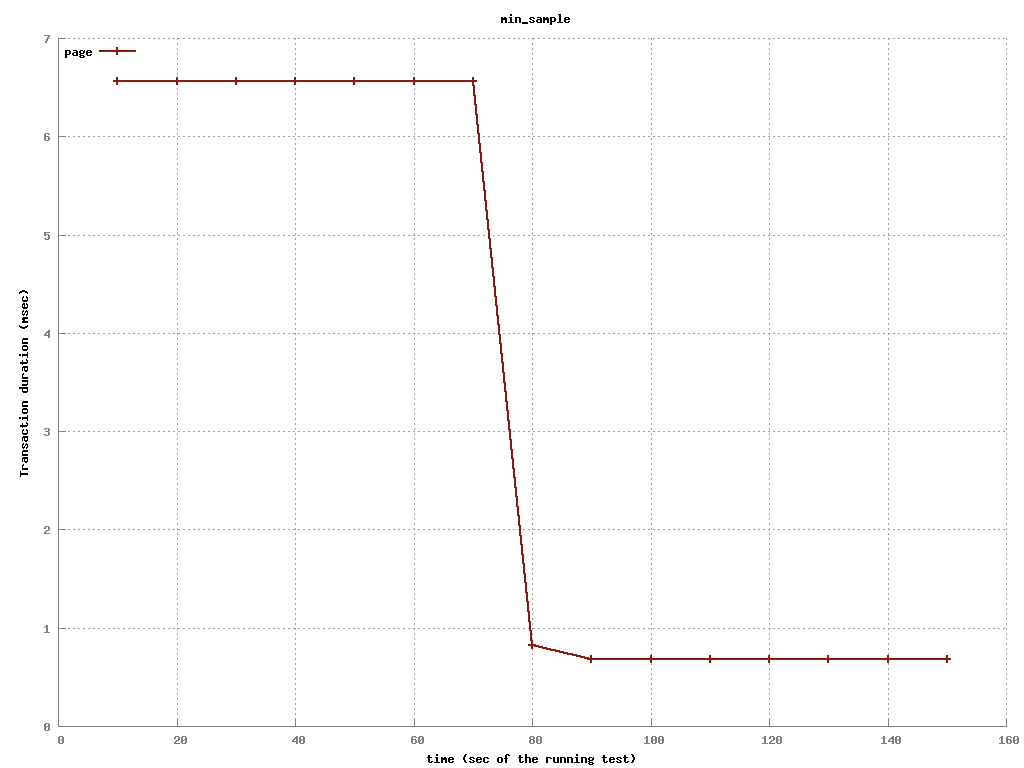 min_sample
page
7
6
5
4
3
2
1
0
Transaction duration (msec)
0 20 40 60 80 100 120 140 160
time (sec of the running test)